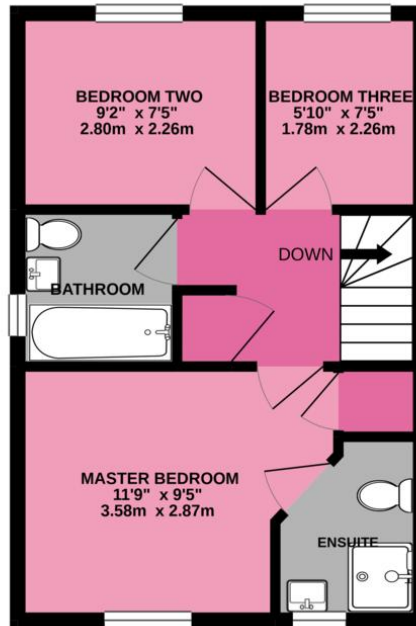 BEDROOM TWO
9'2" x 7'5"
2.80m x 2.26m
BEDROOM THREE
5'10" x 7'5"
1.78m x 2.26m
DOWN
BATHROOM
MASTER BEDROOM
11'9" x 9'5"
3.58m x 2.87m
ENSUITE